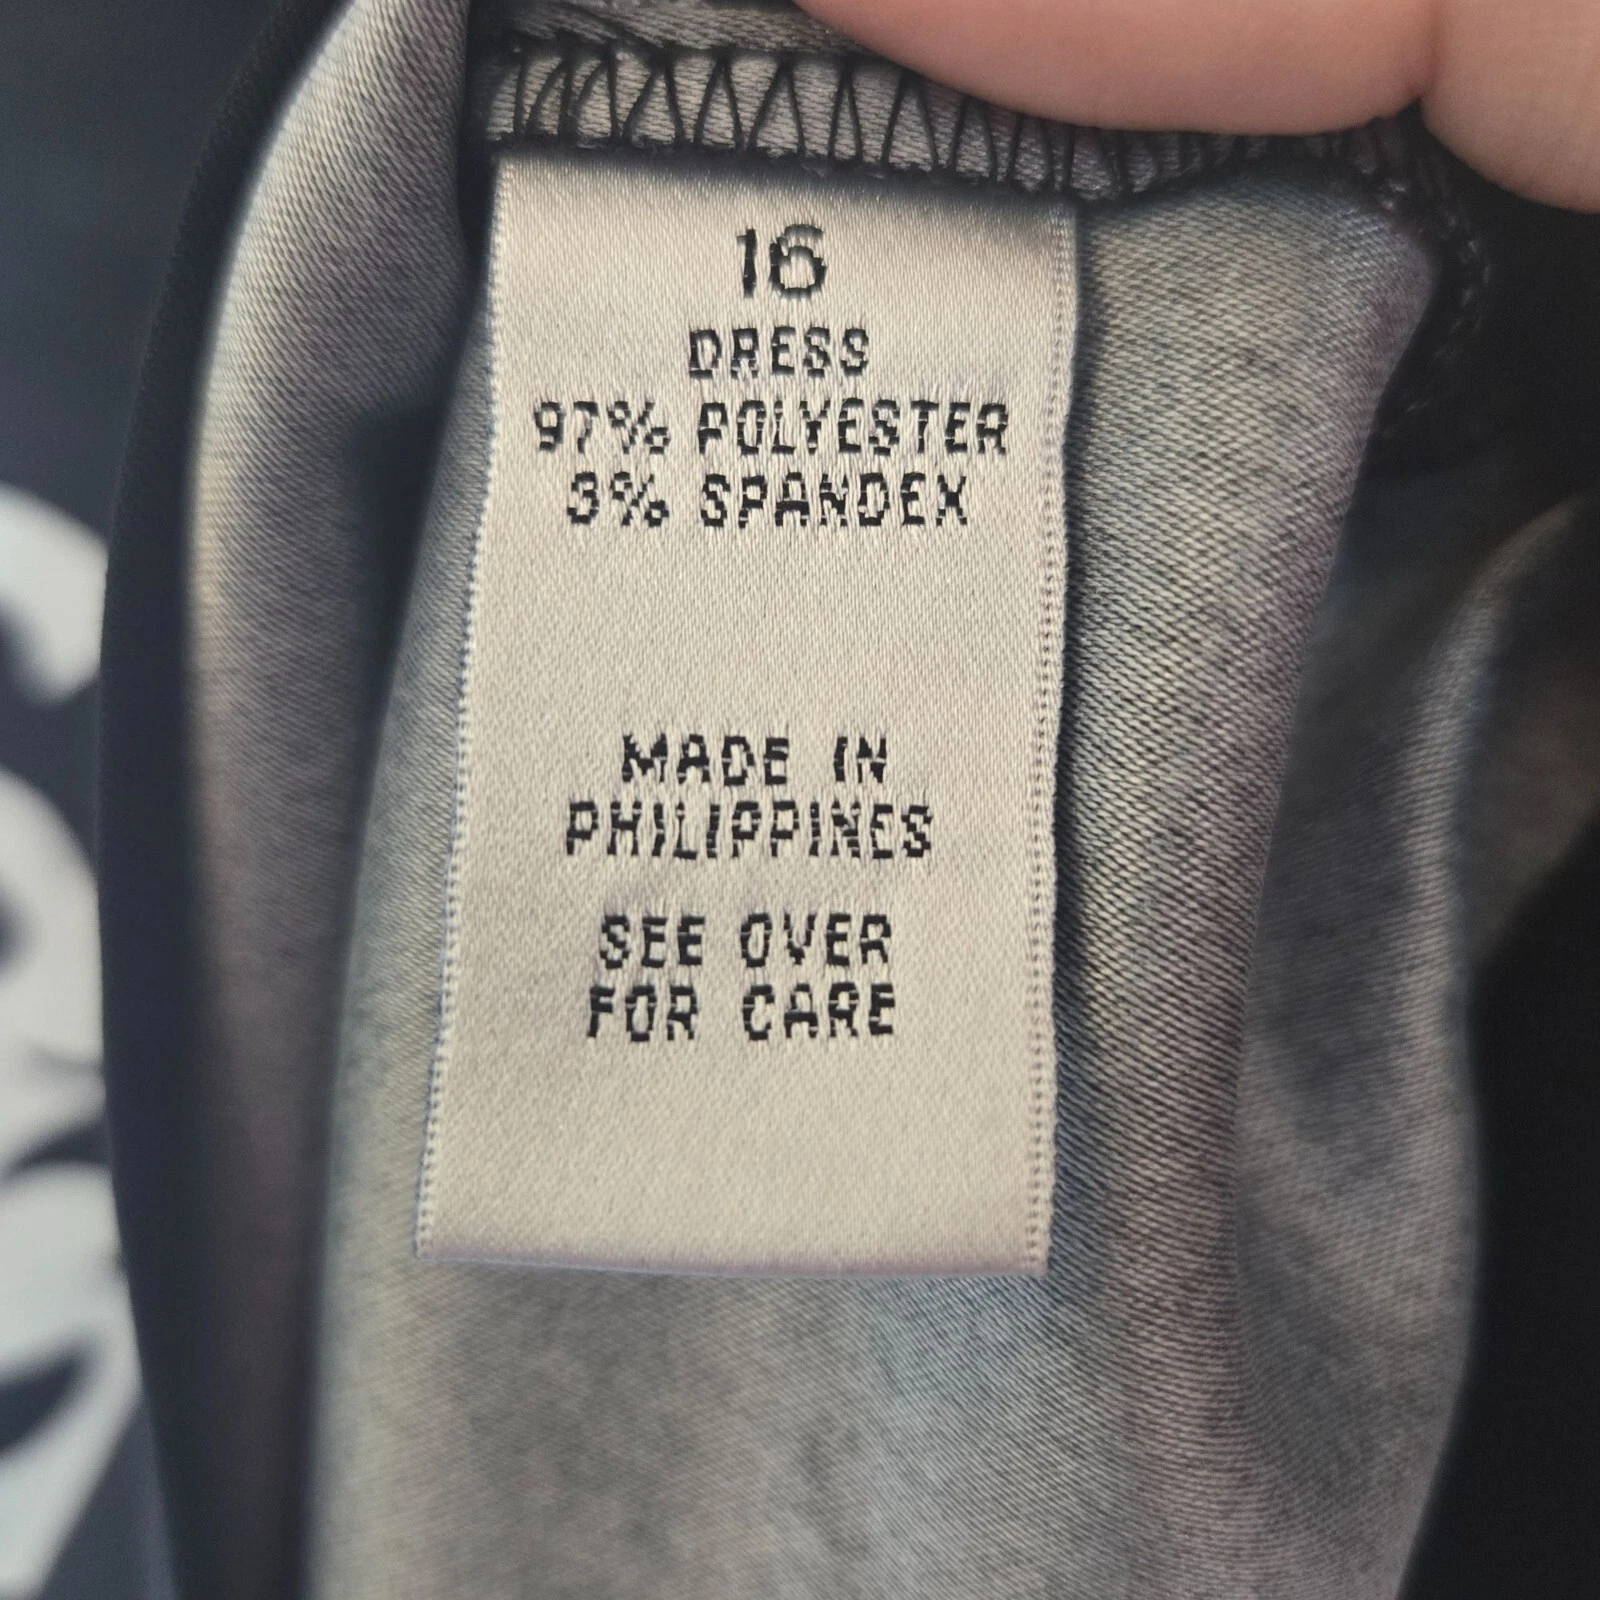 16
DRESS
97% POLYESTER
3% SPANDEX
MADE IN
PHILIPPINES
SEE OVER
FOR CARE